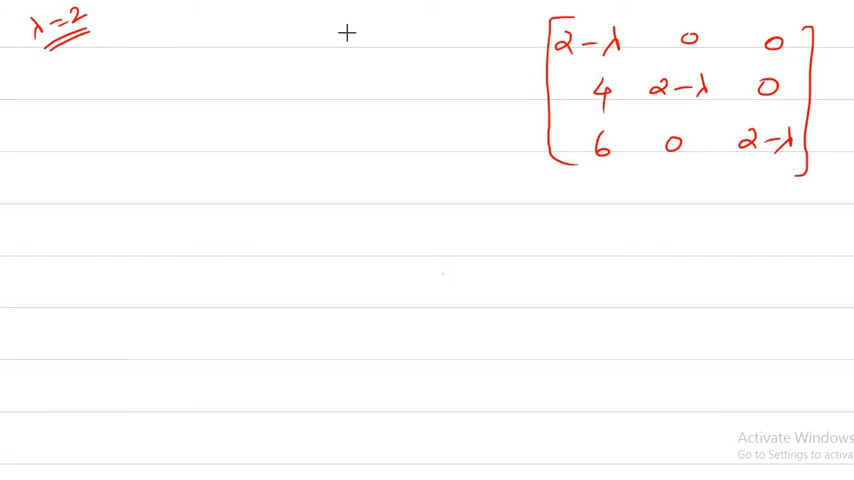 λ = 2
2-λ 0 0
4 2-λ 0
6 0 2-λ
Activate Windows
Go to Settings to activa